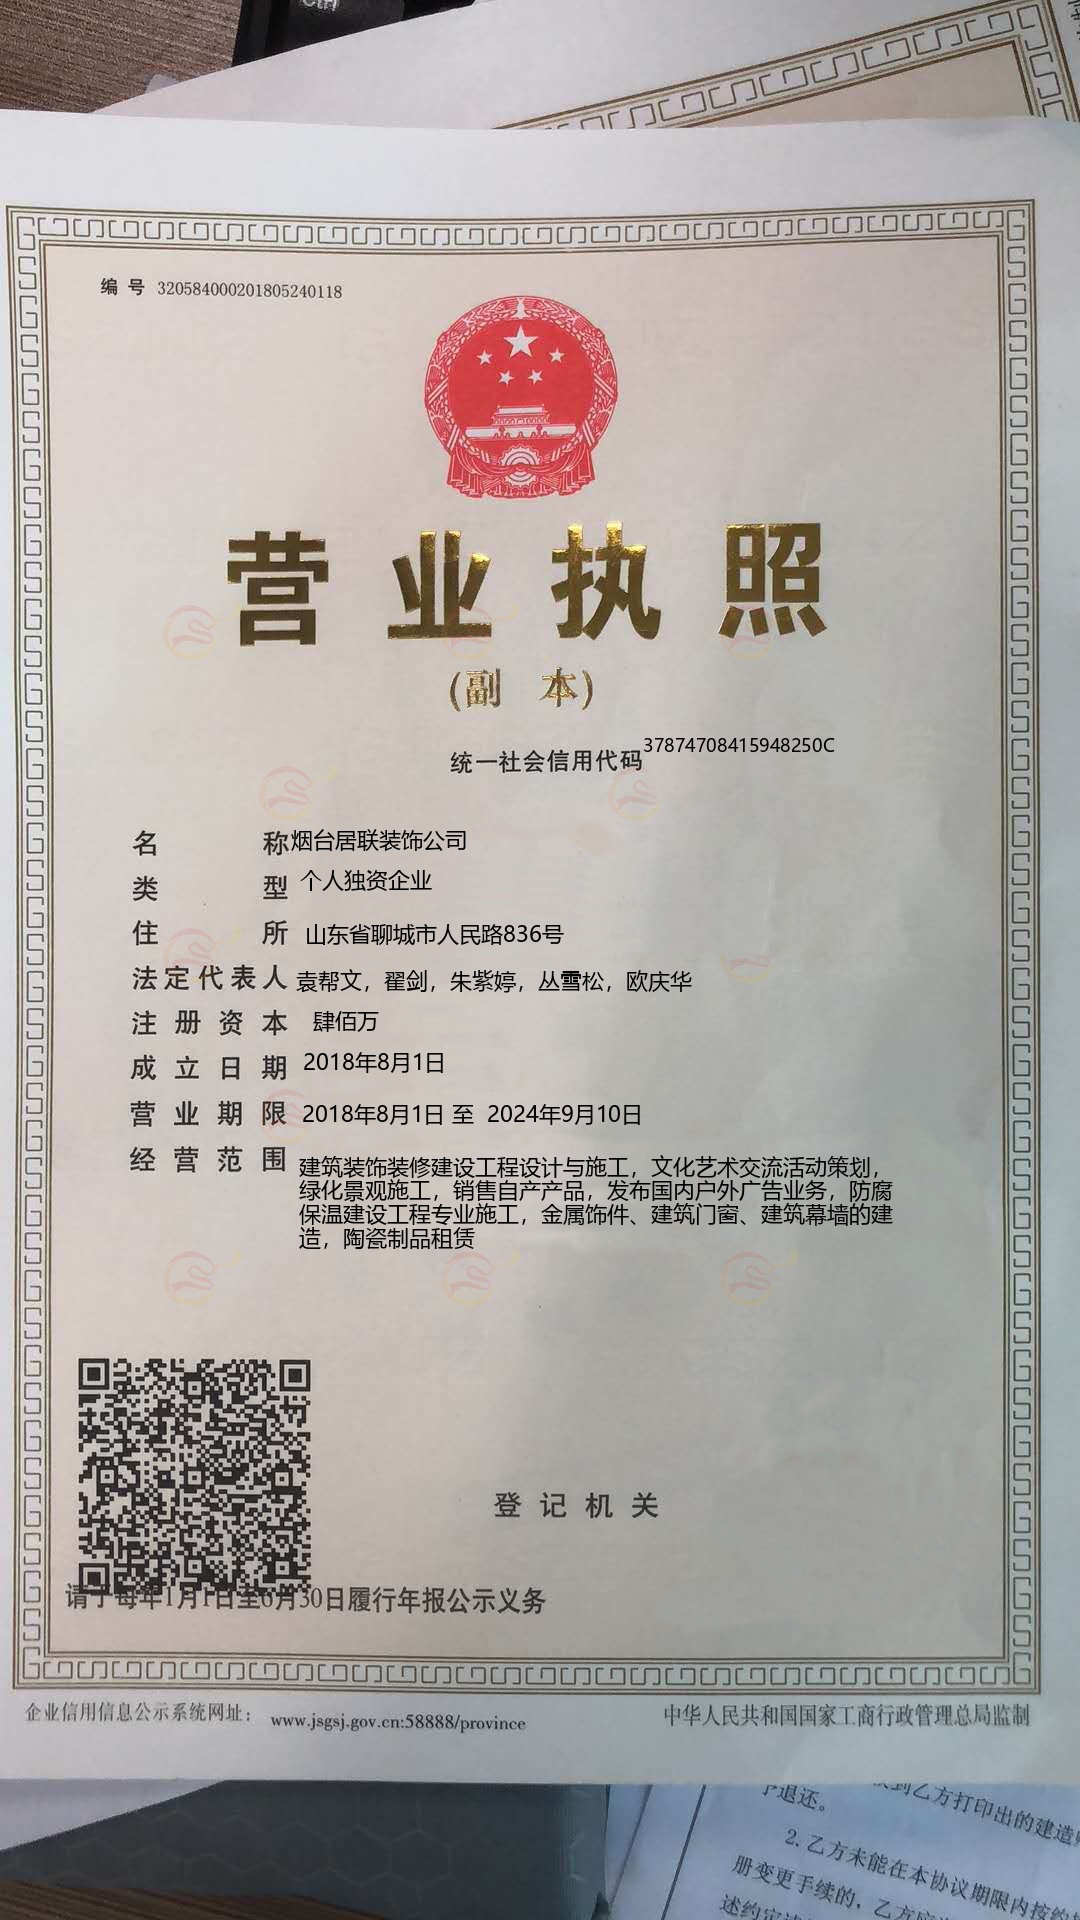 Ctrl
编 号 320584000201805240118
营业执照
(副 本)
统一社会信用代码 37874708415948250C
名 称 烟台居联装饰公司
类 型 个人独资企业
住 所 山东省聊城市人民路836号
法定代表人 袁帮文，翟剑，朱紫婷，丛雪松，欧庆华
注册资本 肆佰万
成立日期 2018年8月1日
营业期限 2018年8月1日 至 2024年9月10日
经营范围 建筑装饰装修建设工程设计与施工，文化艺术交流活动策划，
绿化景观施工，销售自产产品，发布国内户外广告业务，防腐
保温建设工程专业施工，金属饰件、建筑门窗、建筑幕墙的建
造，陶瓷制品租赁
登记机关
请于每年1月1日至6月30日履行年报公示义务
企业信用信息公示系统网址： www.jsgsj.gov.cn:58888/province
中华人民共和国国家工商行政管理总局监制
退还。
到乙方打印出的建造
2.乙方未能在本协议期限内按约
册变更手续的，乙方应
述约定